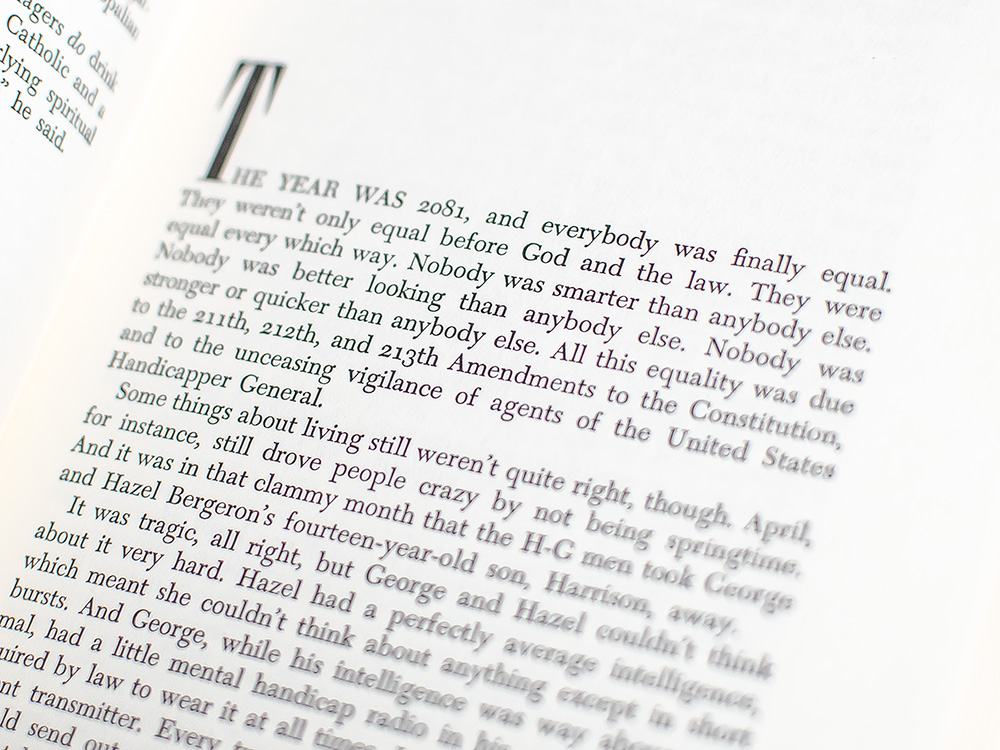 opalian
nagers do drink
Catholic and a
lying spiritual
” he said.
THE YEAR WAS 2081, and everybody was finally equal.
They weren’t only equal before God and the law. They were
equal every which way. Nobody was smarter than anybody else.
Nobody was better looking than anybody else. Nobody was
stronger or quicker than anybody else. All this equality was due
to the 211th, 212th, and 213th Amendments to the Constitution,
and to the unceasing vigilance of agents of the United States
Handicapper General.
Some things about living still weren’t quite right, though. April,
for instance, still drove people crazy by not being springtime.
And it was in that clammy month that the H-G men took George
and Hazel Bergeron’s fourteen-year-old son, Harrison, away.
It was tragic, all right, but George and Hazel couldn’t think
about it very hard. Hazel had a perfectly average intelligence,
which meant she couldn’t think about anything except in short
bursts. And George, while his intelligence was way above
mal, had a little mental handicap radio in his
uired by law to wear it at all times.
nt transmitter. Every
ld send out